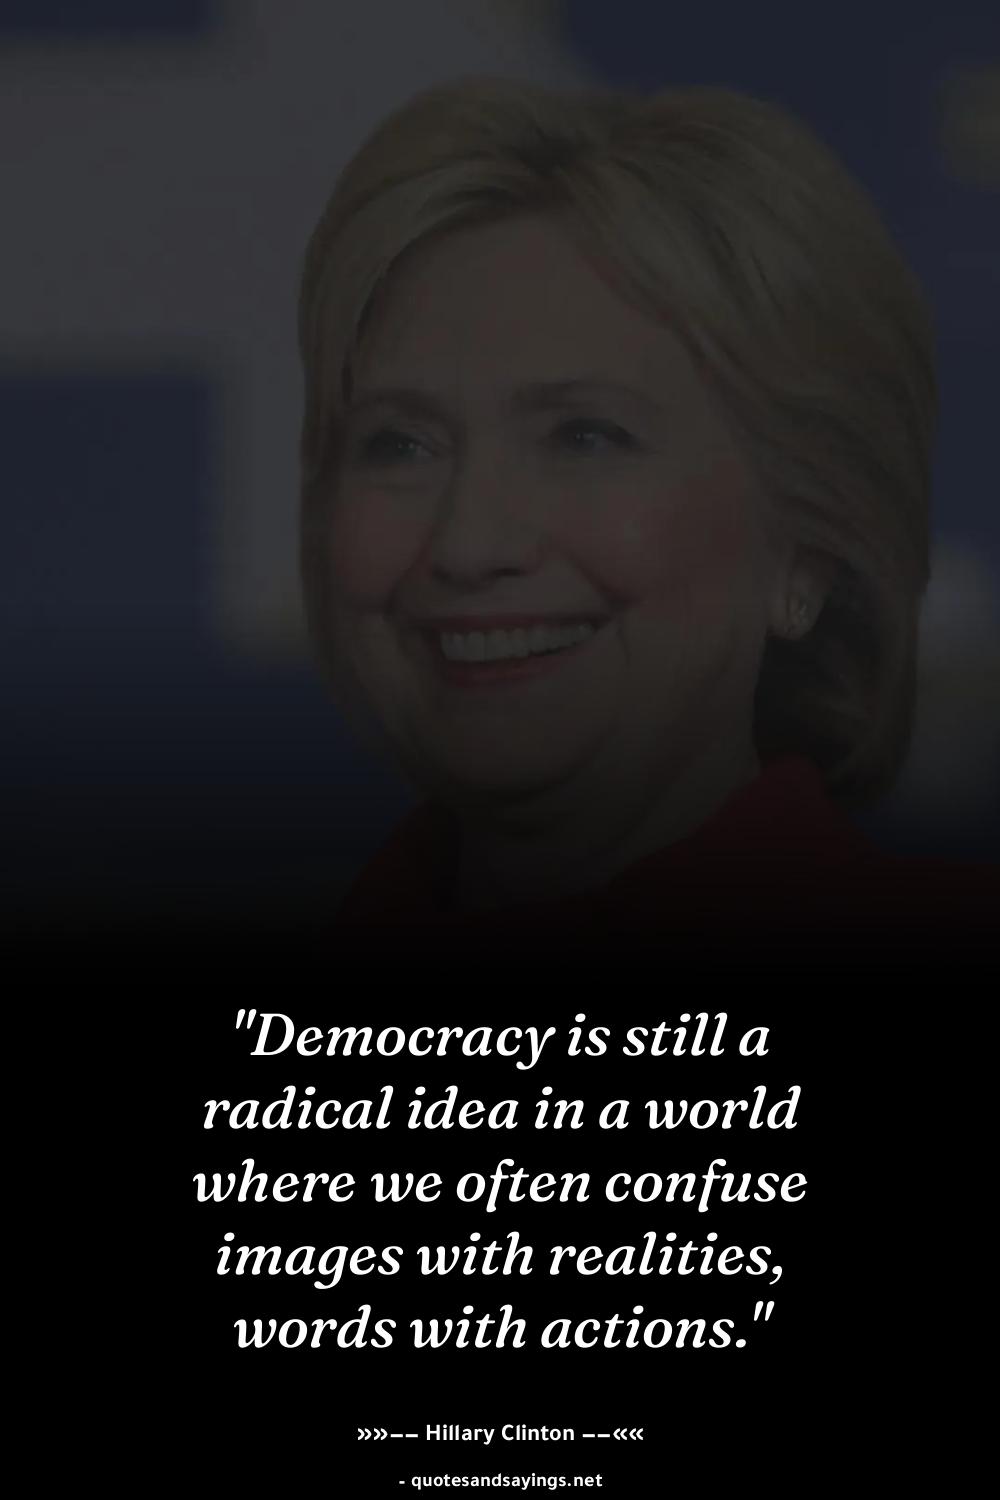 "Democracy is still a
radical idea in a world
where we often confuse
images with realities,
words with actions."
»»−− Hillary Clinton −−««
- quotesandsayings.net